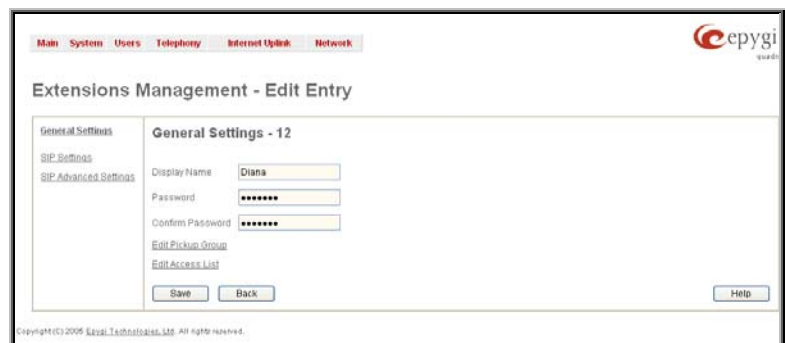 Main System Users Telephony Internet Uplink Network
epygi
quadro
Extensions Management - Edit Entry
General Settings
SIP Settings
SIP Advanced Settings
General Settings - 12
Display Name Diana
Password •••••••
Confirm Password •••••••
Edit Pickup Group
Edit Access List
Save Back Help
Copyright (C) 2006 Epygi Technologies, Ltd. All rights reserved.